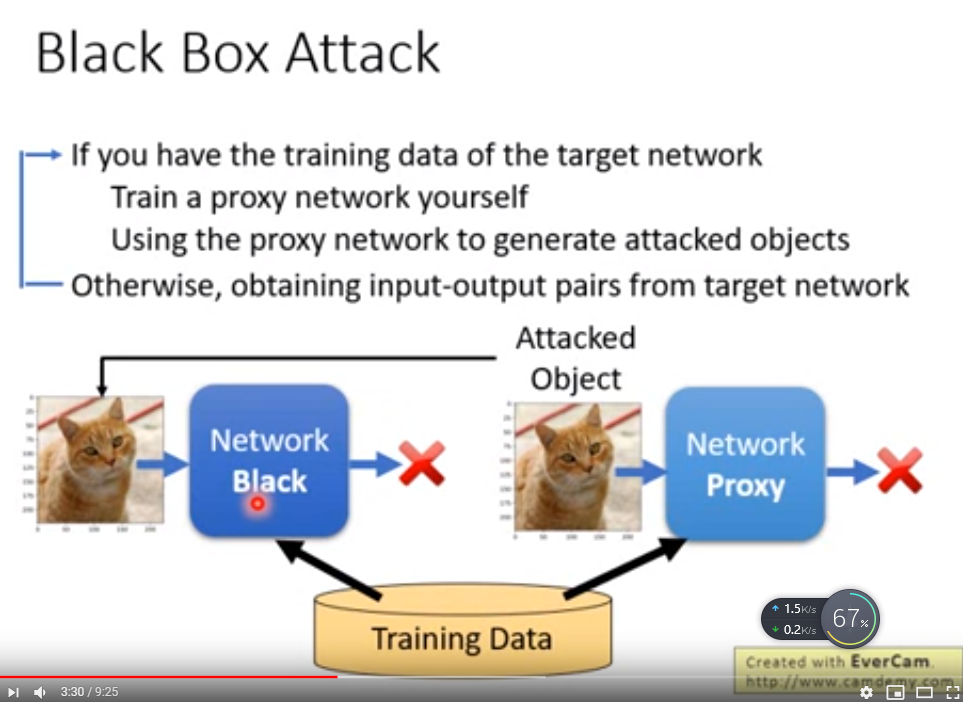 Black Box Attack
If you have the training data of the target network
Train a proxy network yourself
Using the proxy network to generate attacked objects
Otherwise, obtaining input-output pairs from target network
Attacked
Object
Network
Black
Network
Proxy
Training Data
1.5K/s
0.2K/s
67%
Created with EverCam.
http://www.camdemy.com
3:30 / 9:25